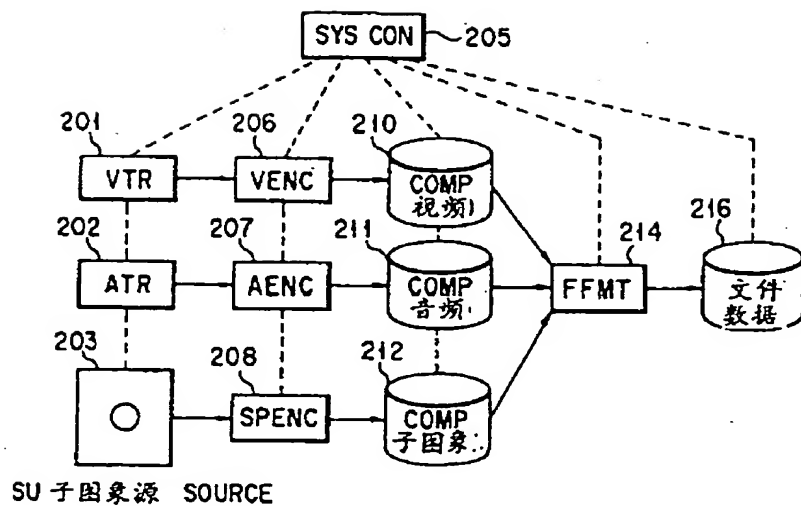 SYS CON
205
201
206
210
VTR
VENC
COMP
视频
202
207
211
214
216
ATR
AENC
COMP
音频
FFMT
文件
数据
203
208
212
SPENC
COMP
子图象
SU 子图象源 SOURCE